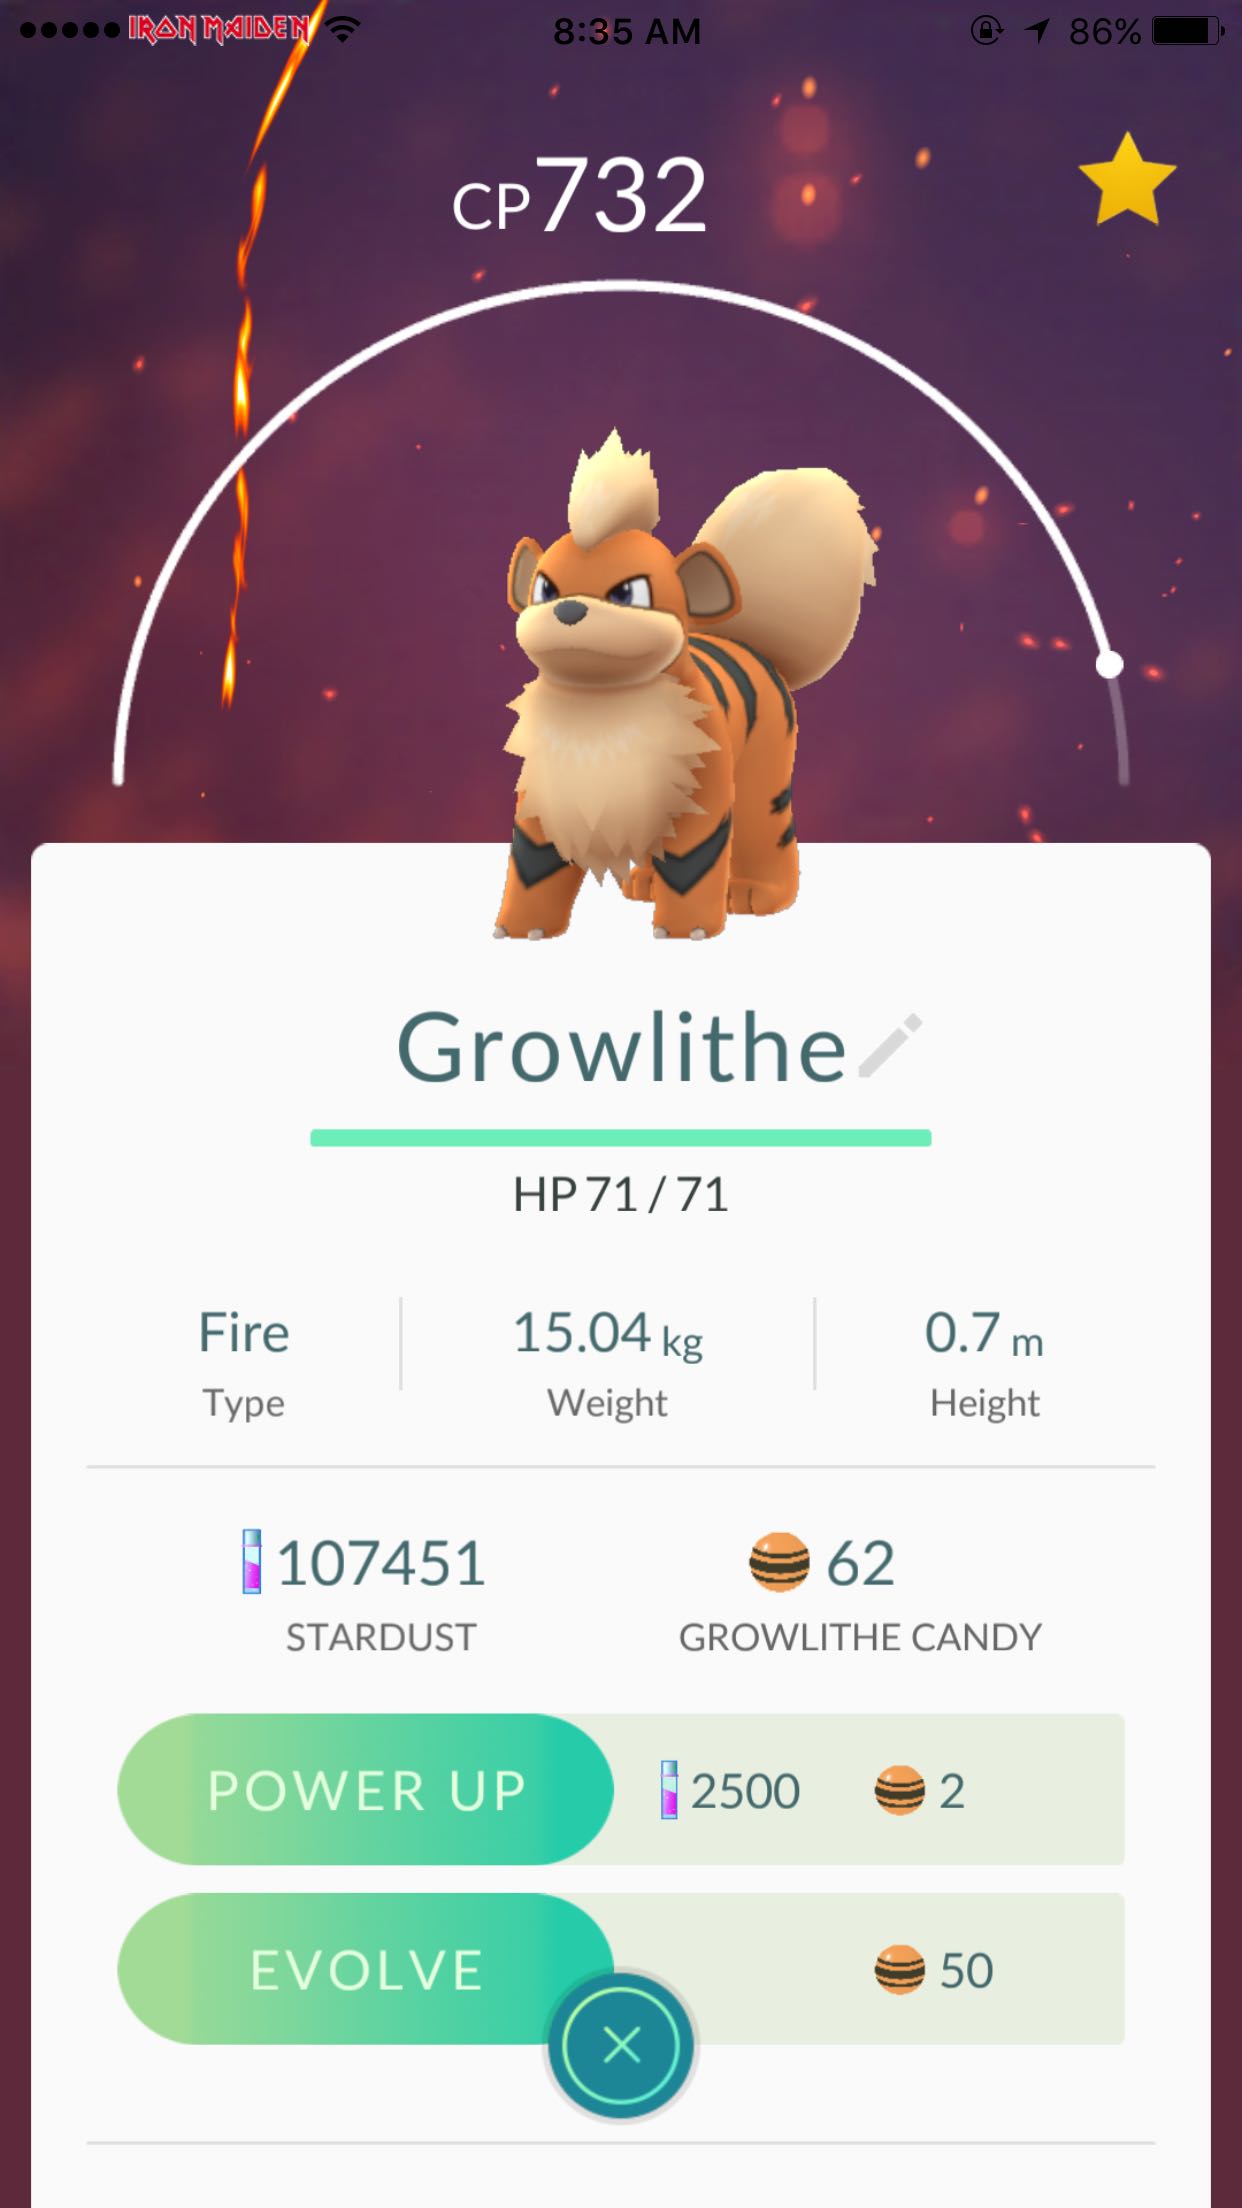 IRON MAIDEN 8:35 AM 86%
CP732
Growlithe
HP 71 / 71
Fire 15.04 kg 0.7 m
Type Weight Height
107451 62
STARDUST GROWLITHE CANDY
POWER UP 2500 2
EVOLVE 50